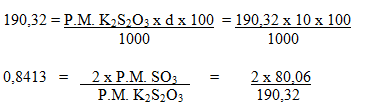 190,32 = P.M. K₂S₂O₃ x d x 100 = 190,32 x 10 x 100
1000 1000
0,8413 = 2 x P.M. SO₃ = 2 x 80,06
P.M. K₂S₂O₃ 190,32